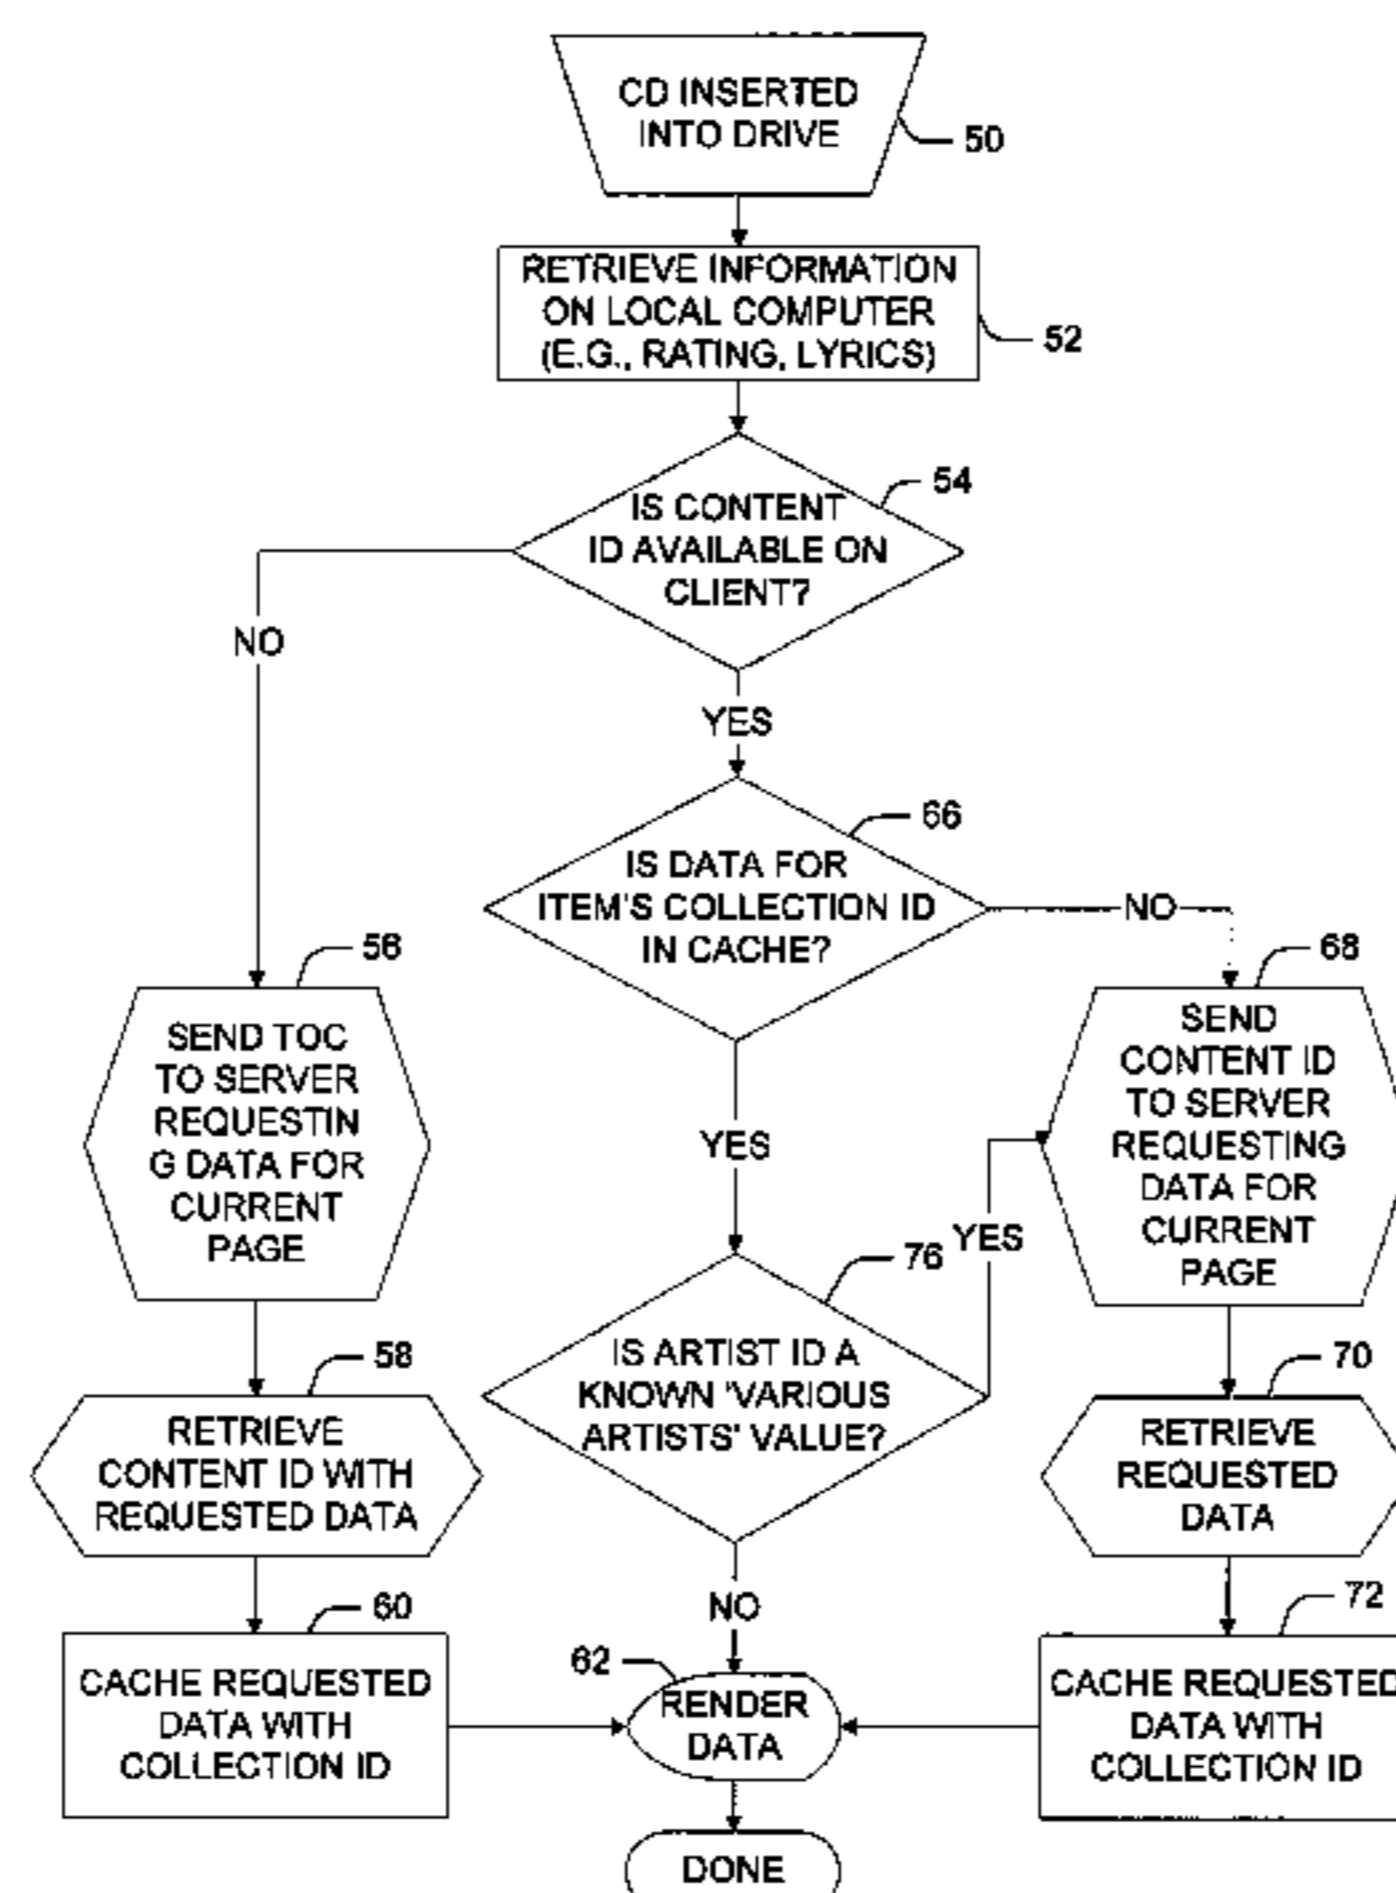 CD INSERTED
INTO DRIVE
50
RETRIEVE INFORMATION
ON LOCAL COMPUTER
(E.G., RATING, LYRICS)
52
54
IS CONTENT
ID AVAILABLE ON
CLIENT?
NO
YES
66
IS DATA FOR
ITEM'S COLLECTION ID
IN CACHE?
NO
56
SEND TOC
TO SERVER
REQUESTIN
G DATA FOR
CURRENT
PAGE
YES
68
SEND
CONTENT ID
TO SERVER
REQUESTING
DATA FOR
CURRENT
PAGE
76
YES
IS ARTIST ID A
KNOWN 'VARIOUS
ARTISTS' VALUE?
58
RETRIEVE
CONTENT ID WITH
REQUESTED DATA
70
RETRIEVE
REQUESTED
DATA
NO
60
CACHE REQUESTED
DATA WITH
COLLECTION ID
62
RENDER
DATA
72
CACHE REQUESTED
DATA WITH
COLLECTION ID
DONE